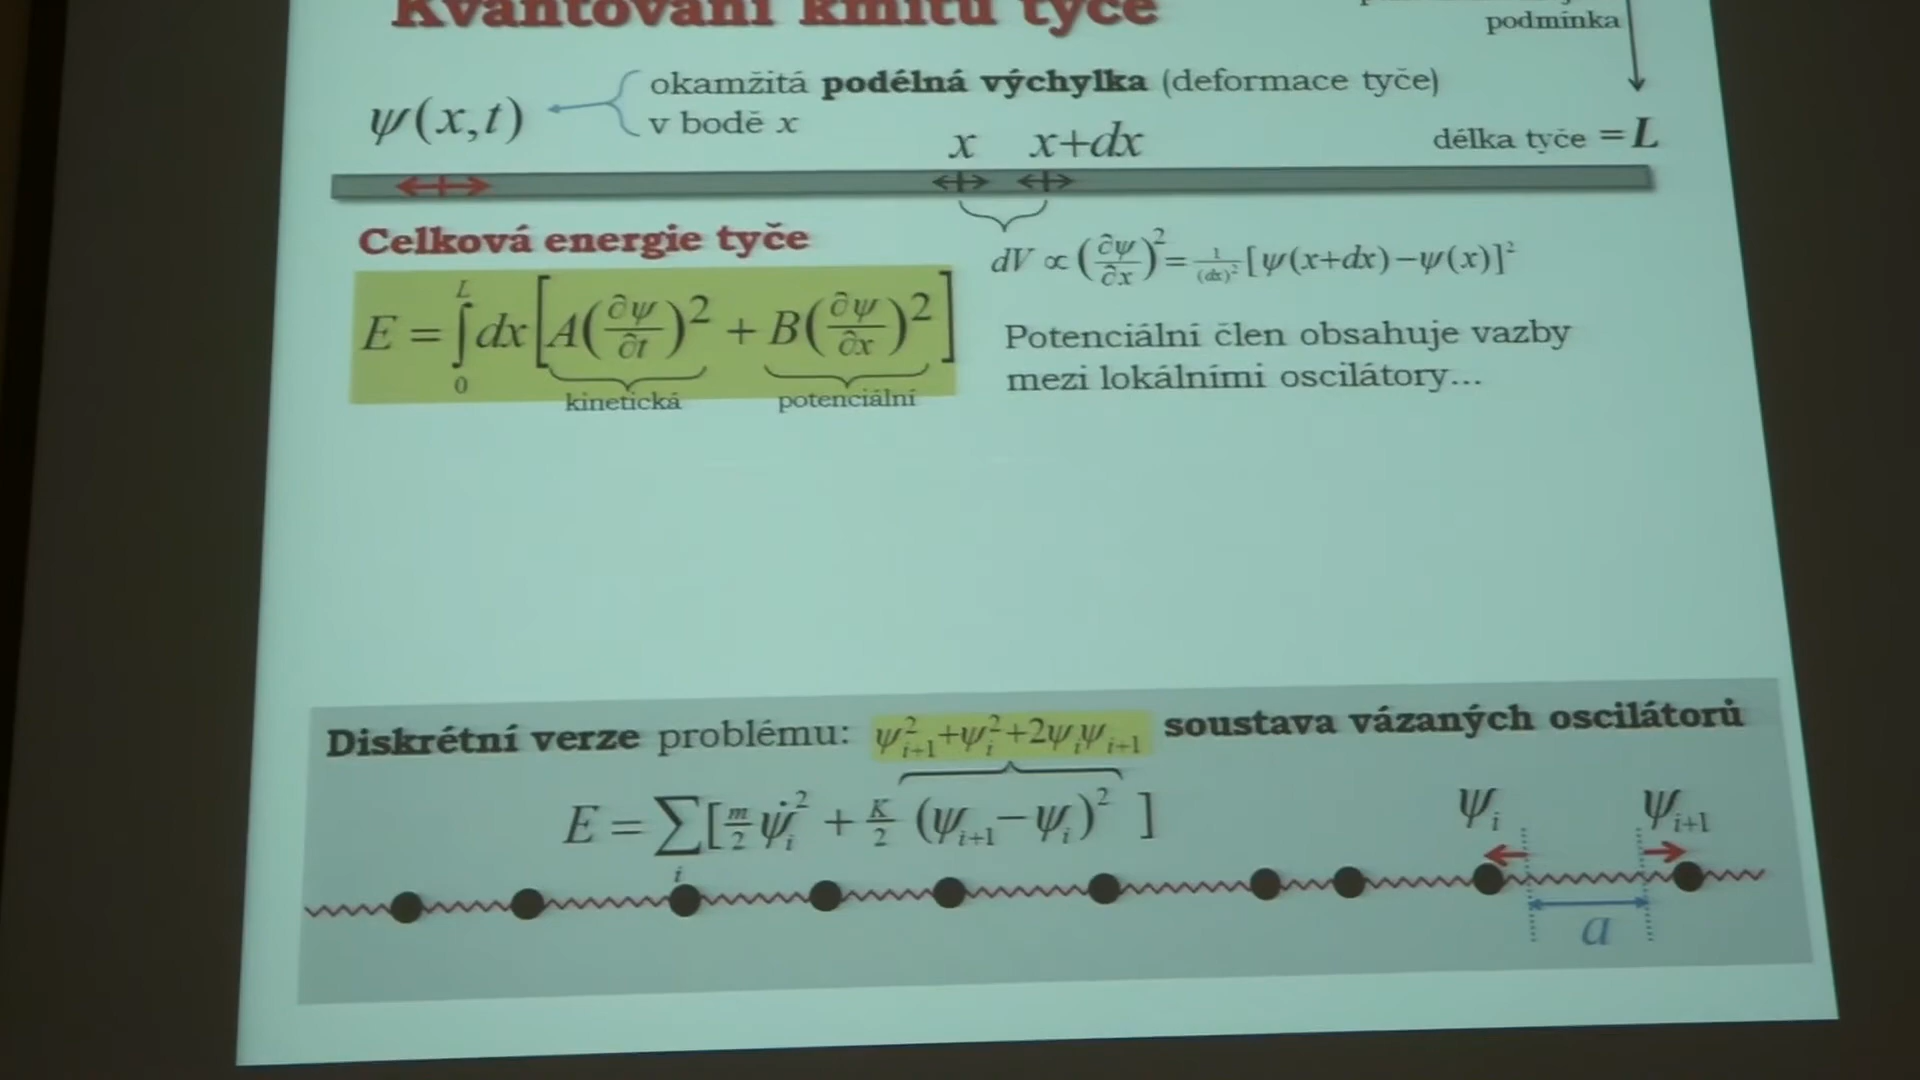 Kvantování kmitů tyče
podmínka
ψ(x,t)
okamžitá podélná výchylka (deformace tyče)
v bodě x
x x+dx
délka tyče = L
Celková energie tyče
dV ∝ (∂ψ/∂x)² = 1/(dx)² [ψ(x+dx)−ψ(x)]²
E = ∫₀ᴸ dx [A(∂ψ/∂t)² + B(∂ψ/∂x)²]
kinetická potenciální
Potenciální člen obsahuje vazby
mezi lokálními oscilátory...
Diskrétní verze problému: ψ²ᵢ₊₁+ψᵢ²+2ψᵢψᵢ₊₁ soustava vázaných oscilátorů
E = ∑ᵢ [m/2 ψ̇ᵢ² + K/2 (ψᵢ₊₁−ψᵢ)² ]
ψᵢ ψᵢ₊₁
a